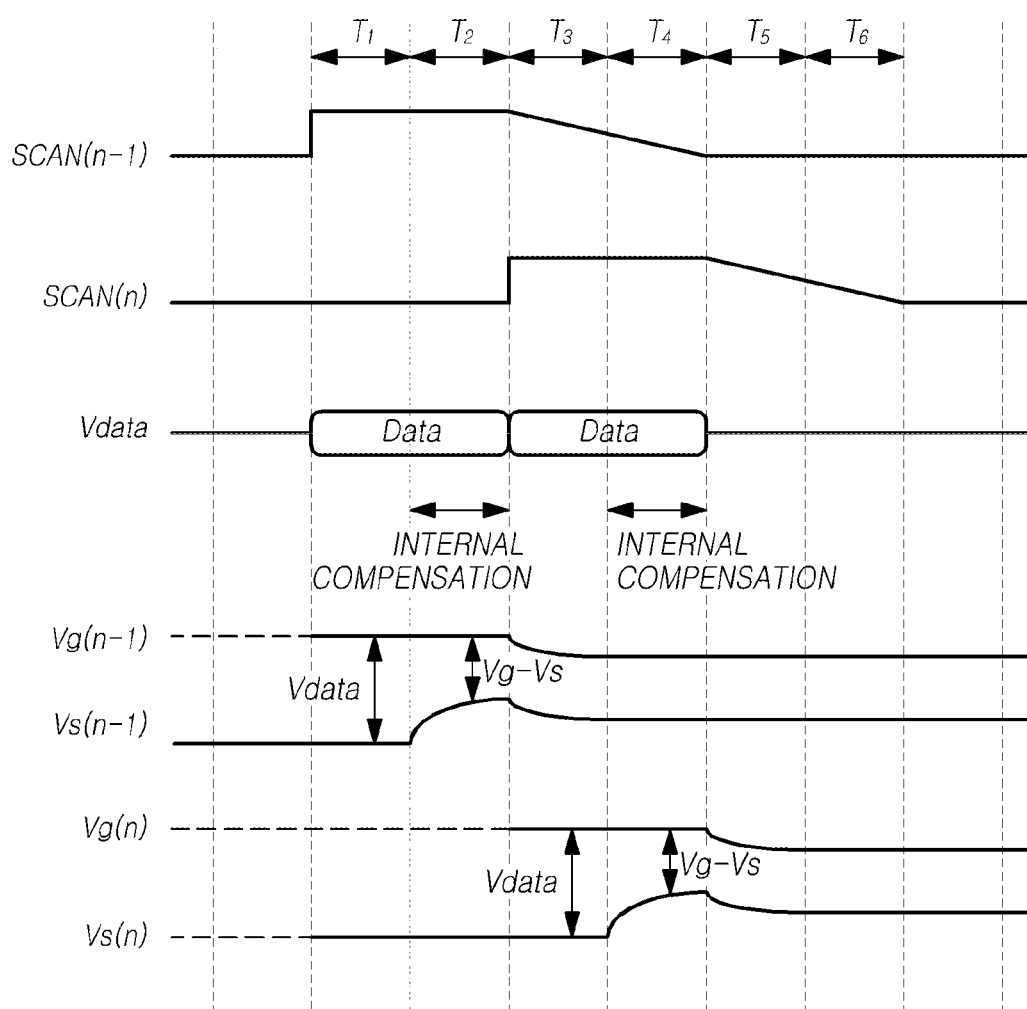 T1 T2 T3 T4 T5 T6
SCAN(n-1)
SCAN(n)
Vdata Data Data
INTERNAL INTERNAL
COMPENSATION COMPENSATION
Vg(n-1)
Vg-Vs
Vdata
Vs(n-1)
Vg(n)
Vg-Vs
Vdata
Vs(n)